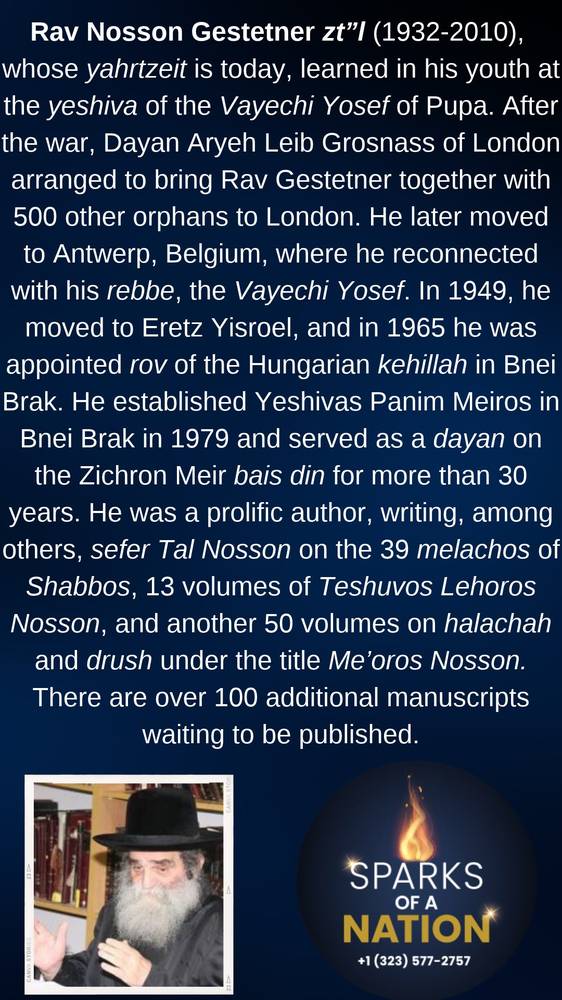 Rav Nosson Gestetner zt”l (1932-2010),
whose yahrtzeit is today, learned in his youth at
the yeshiva of the Vayechi Yosef of Pupa. After
the war, Dayan Aryeh Leib Grosnass of London
arranged to bring Rav Gestetner together with
500 other orphans to London. He later moved
to Antwerp, Belgium, where he reconnected
with his rebbe, the Vayechi Yosef. In 1949, he
moved to Eretz Yisroel, and in 1965 he was
appointed rov of the Hungarian kehillah in Bnei
Brak. He established Yeshivas Panim Meiros in
Bnei Brak in 1979 and served as a dayan on
the Zichron Meir bais din for more than 30
years. He was a prolific author, writing, among
others, sefer Tal Nosson on the 39 melachos of
Shabbos, 13 volumes of Teshuvos Lehoros
Nosson, and another 50 volumes on halachah
and drush under the title Me’oros Nosson.
There are over 100 additional manuscripts
waiting to be published.
SPARKS
OF A
NATION
+1 (323) 577-2757